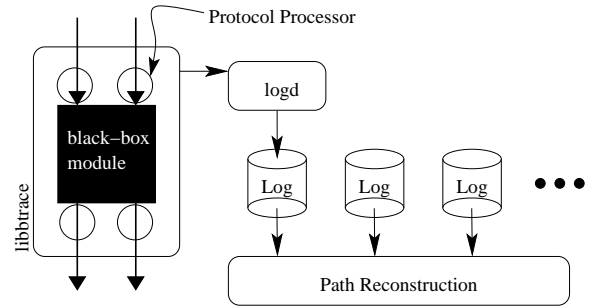 Protocol Processor
logd
black-box
module
libbtrace
Log
Log
Log
Path Reconstruction